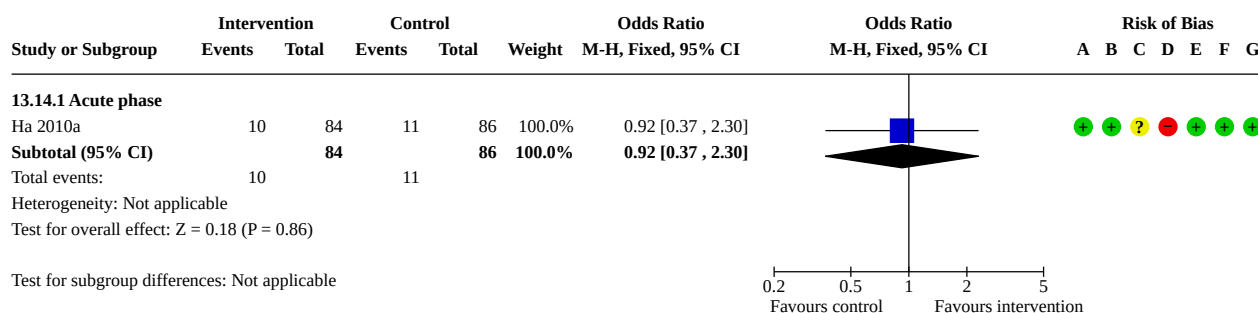 Intervention Control Odds Ratio Odds Ratio Risk of Bias
Study or Subgroup Events Total Events Total Weight M-H, Fixed, 95% CI M-H, Fixed, 95% CI A B C D E F G
13.14.1 Acute phase
Ha 2010a 10 84 11 86 100.0% 0.92 [0.37 , 2.30] + + ? − + + +
Subtotal (95% CI) 84 86 100.0% 0.92 [0.37 , 2.30]
Total events: 10 11
Heterogeneity: Not applicable
Test for overall effect: Z = 0.18 (P = 0.86)
Test for subgroup differences: Not applicable
0.2 0.5 1 2 5
Favours control Favours intervention